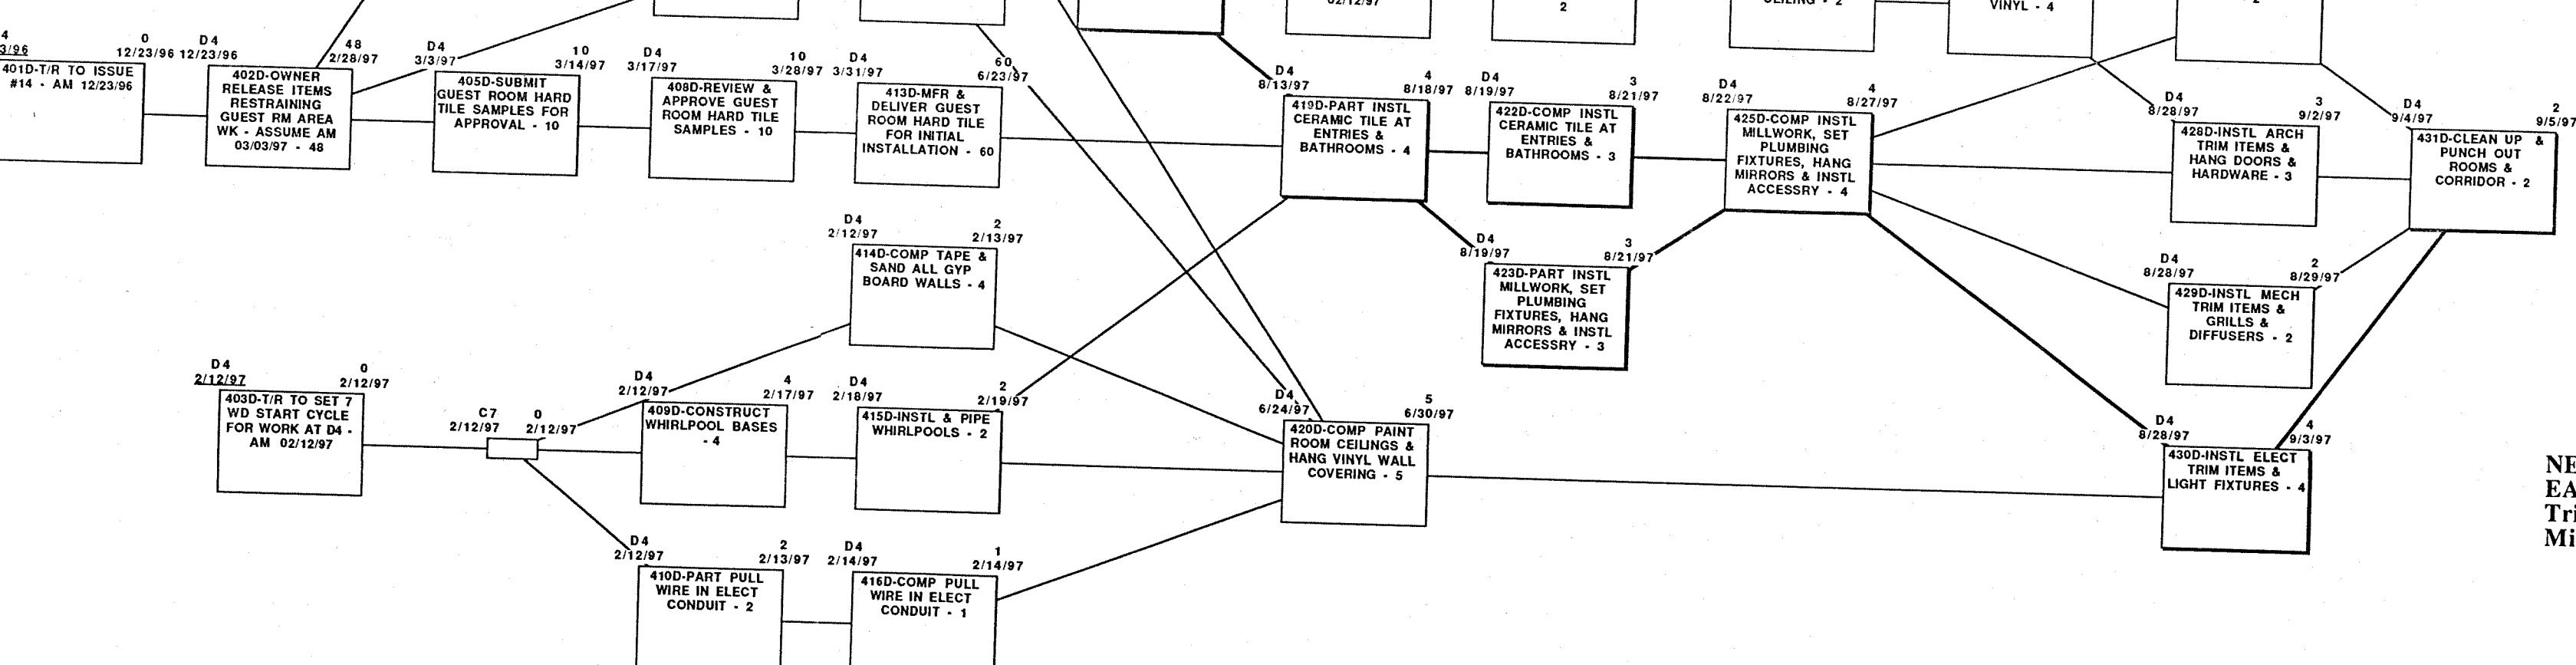 02/12/97
2
CEILING - 2
VINYL - 4
- 2
4
3/96
0
12/23/96
401D-T/R TO ISSUE
#14 - AM 12/23/96
D4
12/23/96
48
2/28/97
402D-OWNER
RELEASE ITEMS
RESTRAINING
GUEST RM AREA
WK - ASSUME AM
03/03/97 - 48
D4
3/3/97
10
3/14/97
405D-SUBMIT
GUEST ROOM HARD
TILE SAMPLES FOR
APPROVAL - 10
D4
3/17/97
10
3/28/97
408D-REVIEW &
APPROVE GUEST
ROOM HARD TILE
SAMPLES - 10
D4
3/31/97
60
6/23/97
413D-MFR &
DELIVER GUEST
ROOM HARD TILE
FOR INITIAL
INSTALLATION - 60
D4
8/13/97
4
8/18/97
419D-PART INSTL
CERAMIC TILE AT
ENTRIES &
BATHROOMS - 4
D4
8/19/97
3
8/21/97
422D-COMP INSTL
CERAMIC TILE AT
ENTRIES &
BATHROOMS - 3
D4
8/22/97
4
8/27/97
425D-COMP INSTL
MILLWORK, SET
PLUMBING
FIXTURES, HANG
MIRRORS & INSTL
ACCESSRY - 4
D4
8/28/97
3
9/2/97
428D-INSTL ARCH
TRIM ITEMS &
HANG DOORS &
HARDWARE - 3
D4
9/4/97
2
9/5/97
431D-CLEAN UP &
PUNCH OUT
ROOMS &
CORRIDOR - 2
D4
2/12/97
2
2/13/97
414D-COMP TAPE &
SAND ALL GYP
BOARD WALLS - 4
D4
8/19/97
3
8/21/97
423D-PART INSTL
MILLWORK, SET
PLUMBING
FIXTURES, HANG
MIRRORS & INSTL
ACCESSRY - 3
D4
8/28/97
2
8/29/97
429D-INSTL MECH
TRIM ITEMS &
GRILLS &
DIFFUSERS - 2
D4
2/12/97
0
2/12/97
403D-T/R TO SET 7
WD START CYCLE
FOR WORK AT D4 -
AM 02/12/97
C7
2/12/97
0
2/12/97
D4
2/12/97
4
2/17/97
409D-CONSTRUCT
WHIRLPOOL BASES
- 4
D4
2/18/97
2
2/19/97
415D-INSTL & PIPE
WHIRLPOOLS - 2
D4
6/24/97
5
6/30/97
420D-COMP PAINT
ROOM CEILINGS &
HANG VINYL WALL
COVERING - 5
D4
8/28/97
4
9/3/97
430D-INSTL ELECT
TRIM ITEMS &
LIGHT FIXTURES - 4
NE
EA
Tri
Mi
D4
2/12/97
2
2/13/97
410D-PART PULL
WIRE IN ELECT
CONDUIT - 2
D4
2/14/97
1
2/14/97
416D-COMP PULL
WIRE IN ELECT
CONDUIT - 1